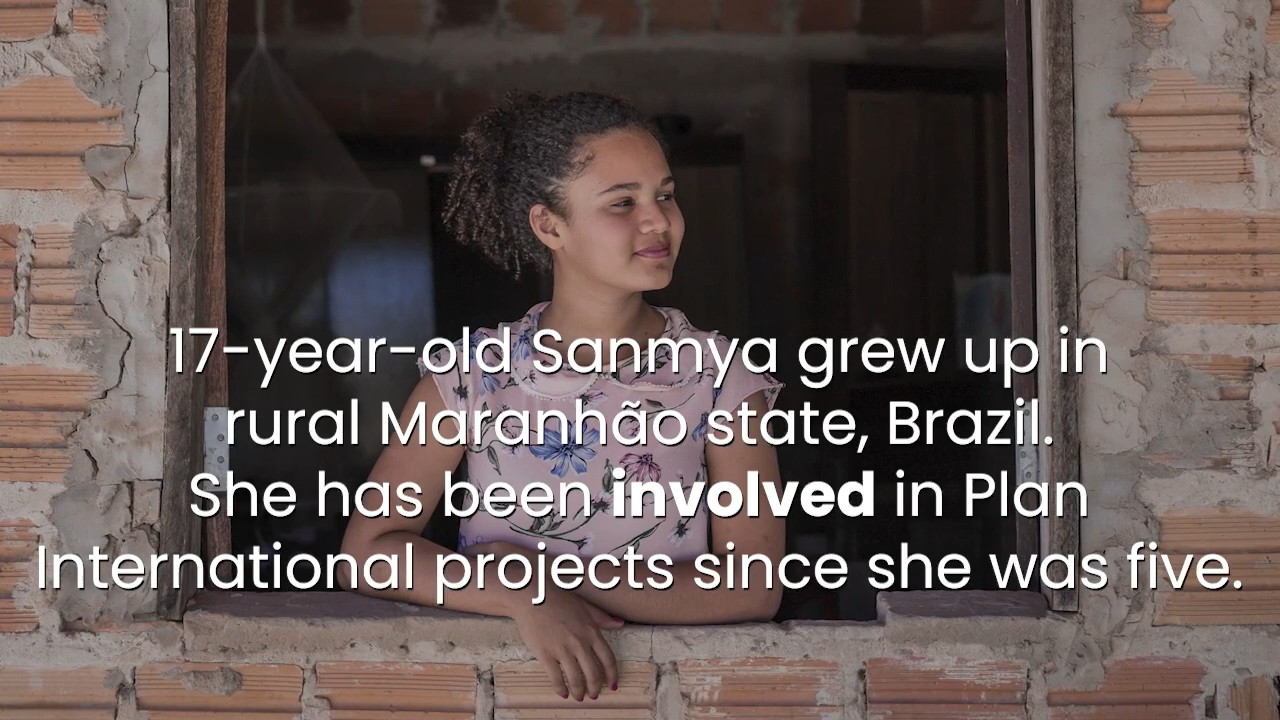 17-year-old Sanmya grew up in
rural Maranhão state, Brazil.
She has been involved in Plan
International projects since she was five.